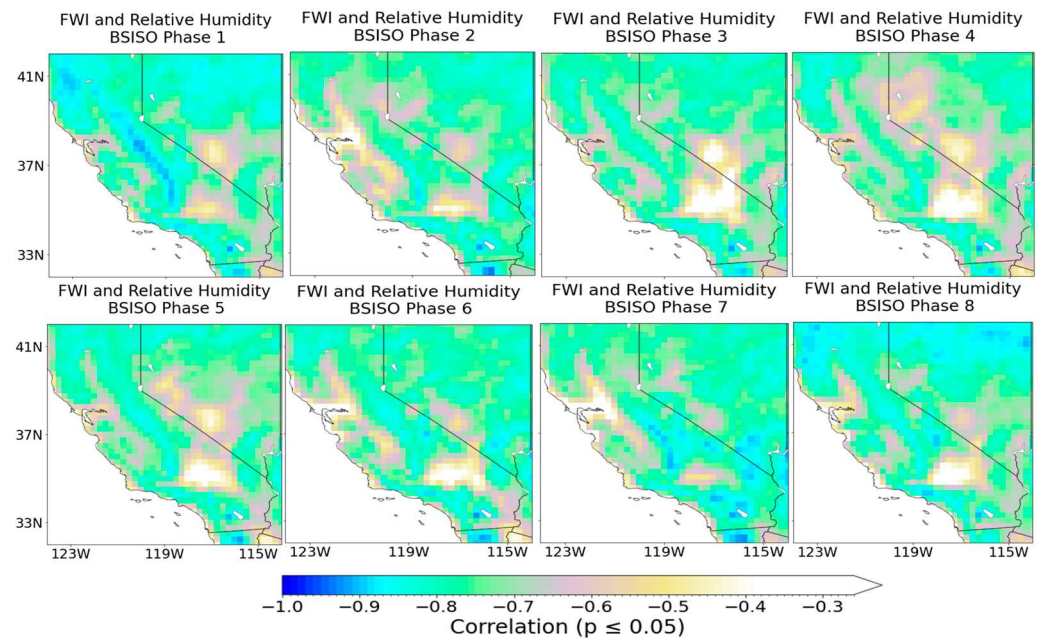 FWI and Relative Humidity
BSISO Phase 1
FWI and Relative Humidity
BSISO Phase 2
FWI and Relative Humidity
BSISO Phase 3
FWI and Relative Humidity
BSISO Phase 4
41N
37N
33N
FWI and Relative Humidity
BSISO Phase 5
FWI and Relative Humidity
BSISO Phase 6
FWI and Relative Humidity
BSISO Phase 7
FWI and Relative Humidity
BSISO Phase 8
41N
37N
33N
123W 119W 115W
123W 119W 115W
123W 119W 115W
123W 119W 115W
−1.0 −0.9 −0.8 −0.7 −0.6 −0.5 −0.4 −0.3
Correlation (p ≤ 0.05)